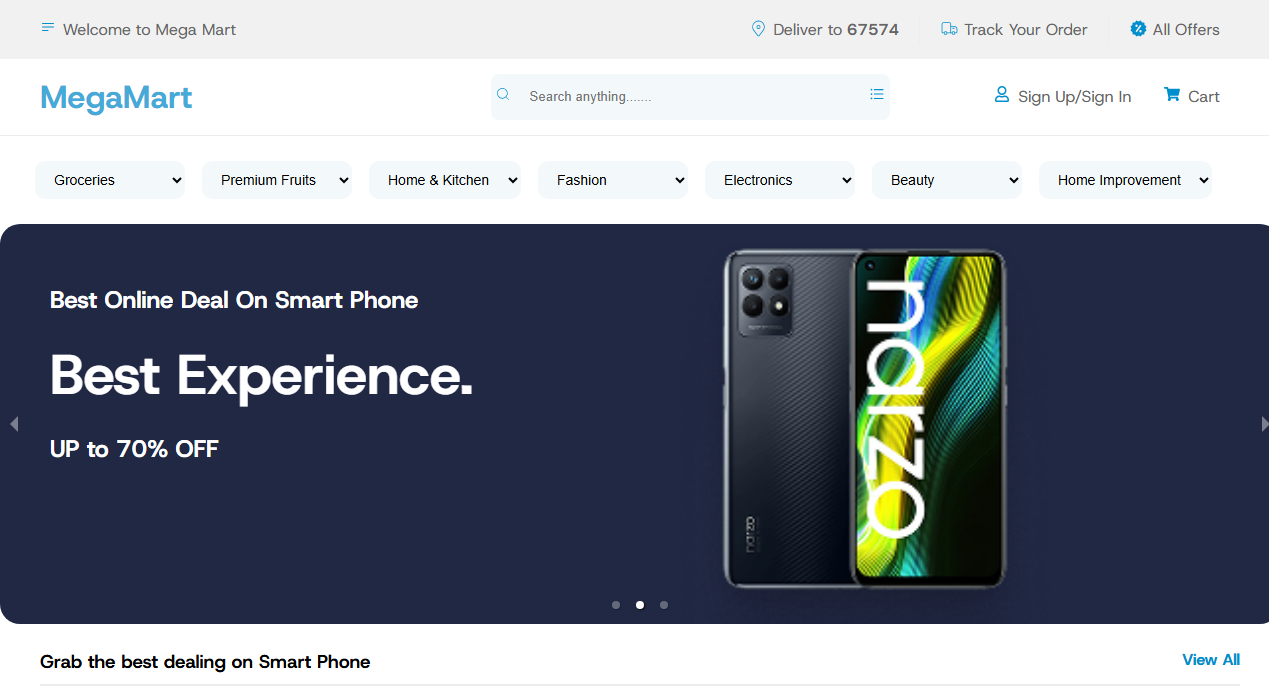 Welcome to Mega Mart
Deliver to 67574
Track Your Order
All Offers
MegaMart
Search anything.......
Sign Up/Sign In
Cart
Groceries
Premium Fruits
Home & Kitchen
Fashion
Electronics
Beauty
Home Improvement
Best Online Deal On Smart Phone
Best Experience.
UP to 70% OFF
narzo
narzo
Grab the best dealing on Smart Phone
View All